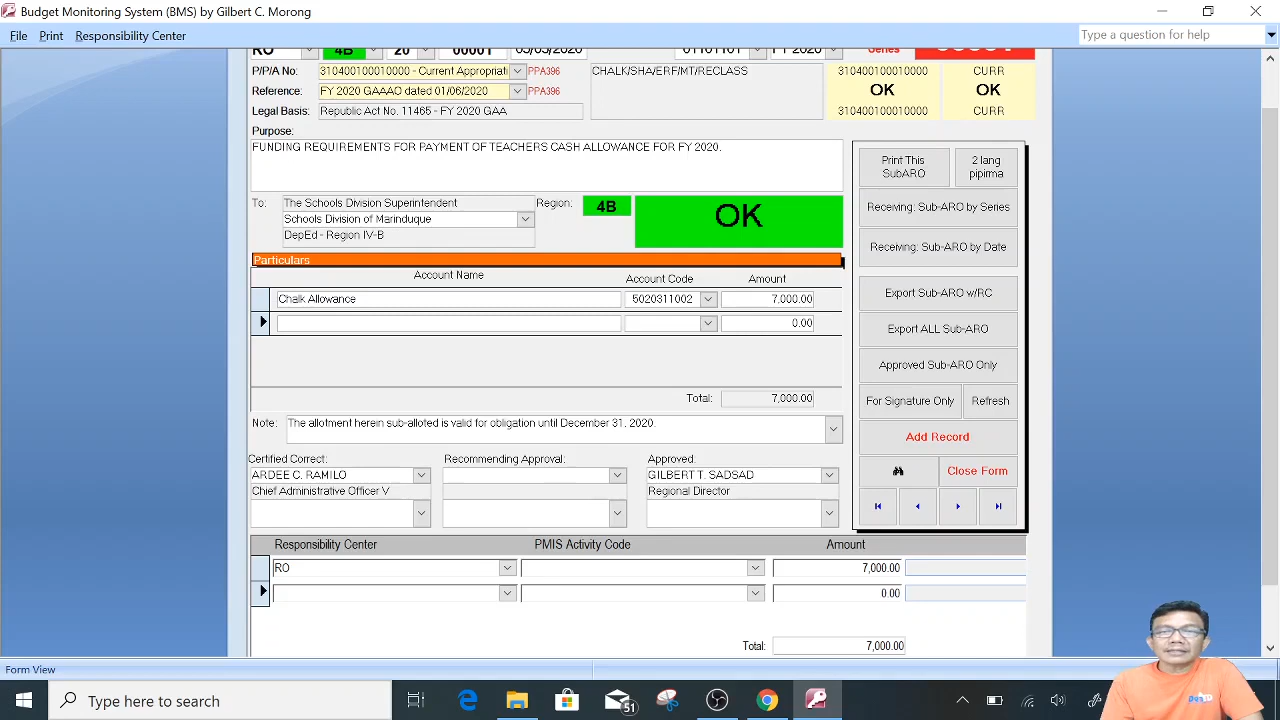 Budget Monitoring System (BMS) by Gilbert C. Morong
File Print Responsibility Center Type a question for help
RO 4B 20 00001 03/03/2020 01101101 FY 2020 Series 00001
P/P/A No: 310400100010000 - Current Appropriati PPA396 CHALK/SHA/ERF/MT/RECLASS 310400100010000 CURR
Reference: FY 2020 GAAAO dated 01/06/2020 PPA396 OK OK
Legal Basis: Republic Act No. 11465 - FY 2020 GAA 310400100010000 CURR
Purpose:
FUNDING REQUIREMENTS FOR PAYMENT OF TEACHERS CASH ALLOWANCE FOR FY 2020.
Print This SubARO 2 lang pipirma
To: The Schools Division Superintendent Region: 4B OK Receiving: Sub-ARO by Series
Schools Division of Marinduque
DepEd - Region IV-B Receiving: Sub-ARO by Date
Particulars
Account Name Account Code Amount
Chalk Allowance 5020311002 7,000.00 Export Sub-ARO w/RC
0.00 Export ALL Sub-ARO
Approved Sub-ARO Only
Total: 7,000.00 For Signature Only Refresh
Note: The allotment herein sub-alloted is valid for obligation until December 31, 2020.
Add Record
Certified Correct: Recommending Approval: Approved:
ARDEE C. RAMILO GILBERT T. SADSAD Close Form
Chief Administrative Officer V Regional Director
Responsibility Center PMIS Activity Code Amount
RO 7,000.00
0.00
Total: 7,000.00
Form View
Type here to search 51